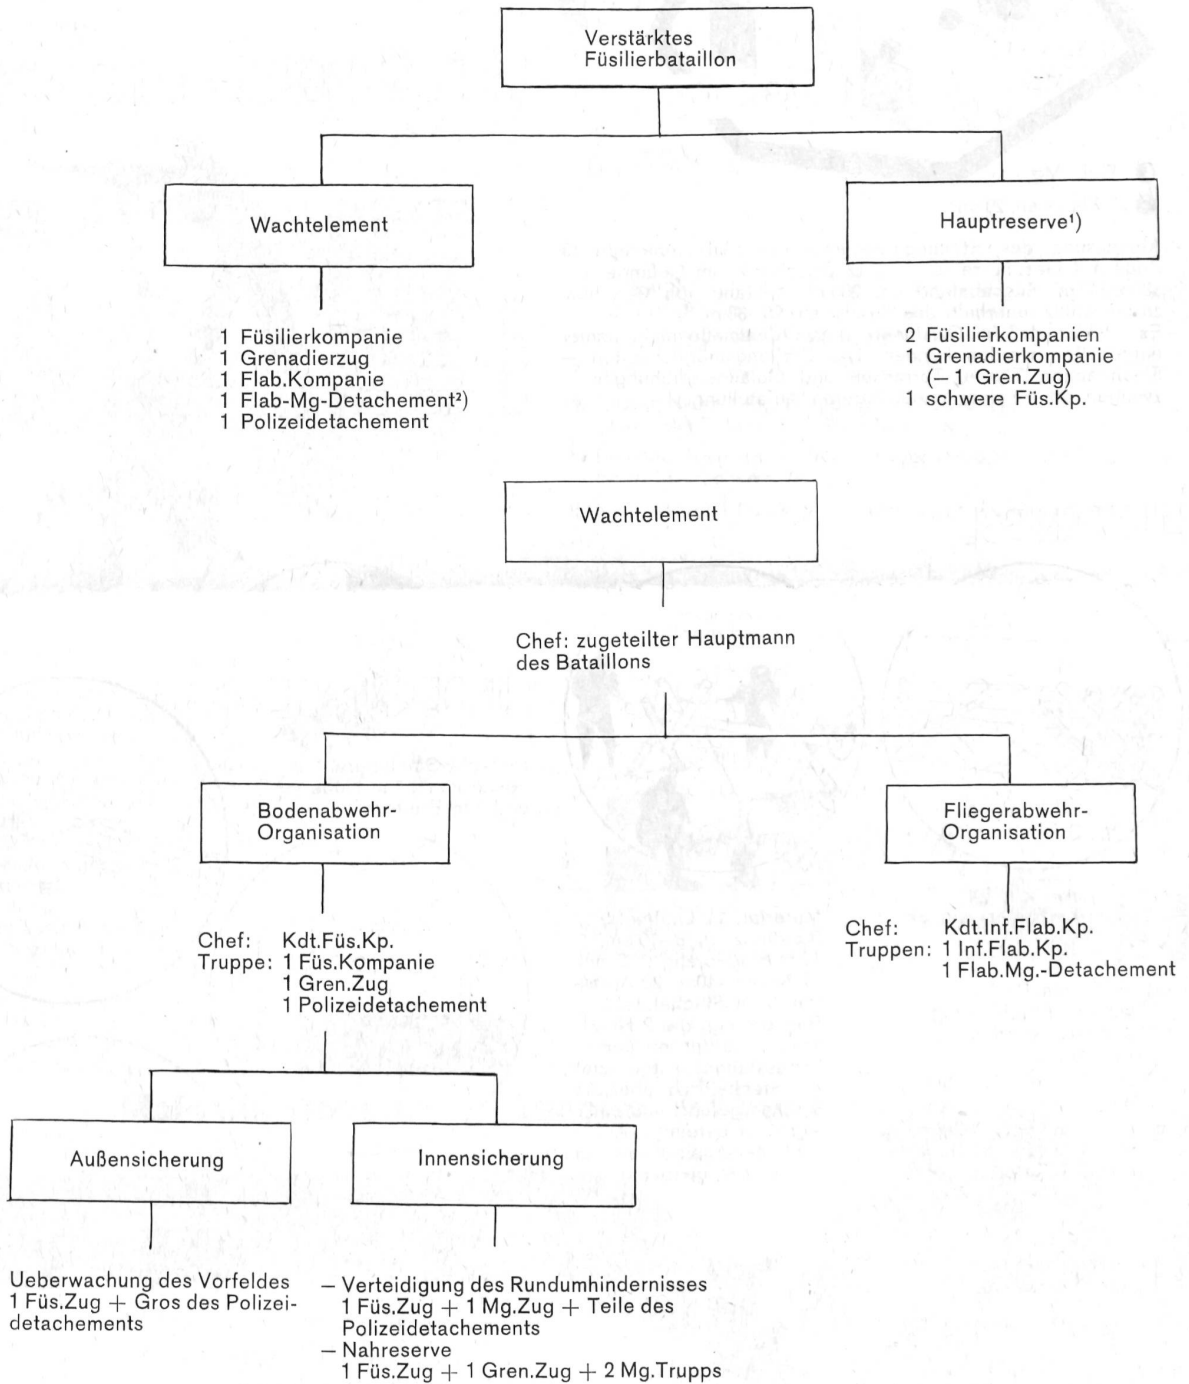 Verstärktes
Füsilierbataillon
Wachtelement
Hauptreserve¹)
1 Füsilierkompanie
1 Grenadierzug
1 Flab.Kompanie
1 Flab-Mg-Detachement²)
1 Polizeidetachement
2 Füsilierkompanien
1 Grenadierkompanie
(— 1 Gren.Zug)
1 schwere Füs.Kp.
Wachtelement
Chef: zugeteilter Hauptmann
des Bataillons
Bodenabwehr-
Organisation
Fliegerabwehr-
Organisation
Chef: Kdt.Füs.Kp.
Truppe: 1 Füs.Kompanie
1 Gren.Zug
1 Polizeidetachement
Chef: Kdt.Inf.Flab.Kp.
Truppen: 1 Inf.Flab.Kp.
1 Flab.Mg.-Detachement
Außensicherung
Innensicherung
Ueberwachung des Vorfeldes
1 Füs.Zug + Gros des Polizei-
detachements
— Verteidigung des Rundumhindernisses
1 Füs.Zug + 1 Mg.Zug + Teile des
Polizeidetachements
— Nahreserve
1 Füs.Zug + 1 Gren.Zug + 2 Mg.Trupps